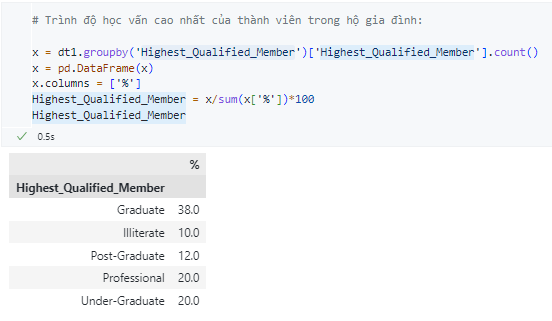 # Trình độ học vấn cao nhất của thành viên trong hộ gia đình:
x = dt1.groupby('Highest_Qualified_Member')['Highest_Qualified_Member'].count()
x = pd.DataFrame(x)
x.columns = ['%']
Highest_Qualified_Member = x/sum(x['%'])*100
Highest_Qualified_Member
✓ 0.5s
%
Highest_Qualified_Member
Graduate 38.0
Illiterate 10.0
Post-Graduate 12.0
Professional 20.0
Under-Graduate 20.0